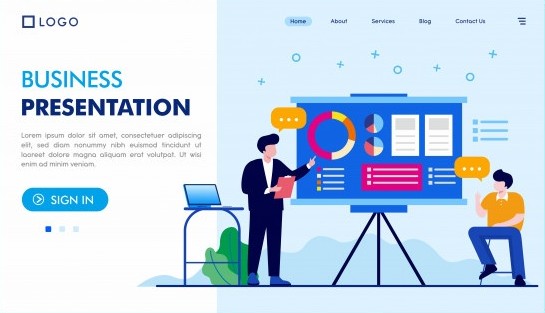 LOGO
Home
About
Services
Blog
Contact Us
BUSINESS
PRESENTATION
Lorem ipsum dolor sit amet, consectetuer adipiscing
elit, sed diam nonummy nibh euismod tincidunt ut
laoreet dolore magna aliquam erat volutpat. Ut wisi
enim ad minim veniam.
SIGN IN